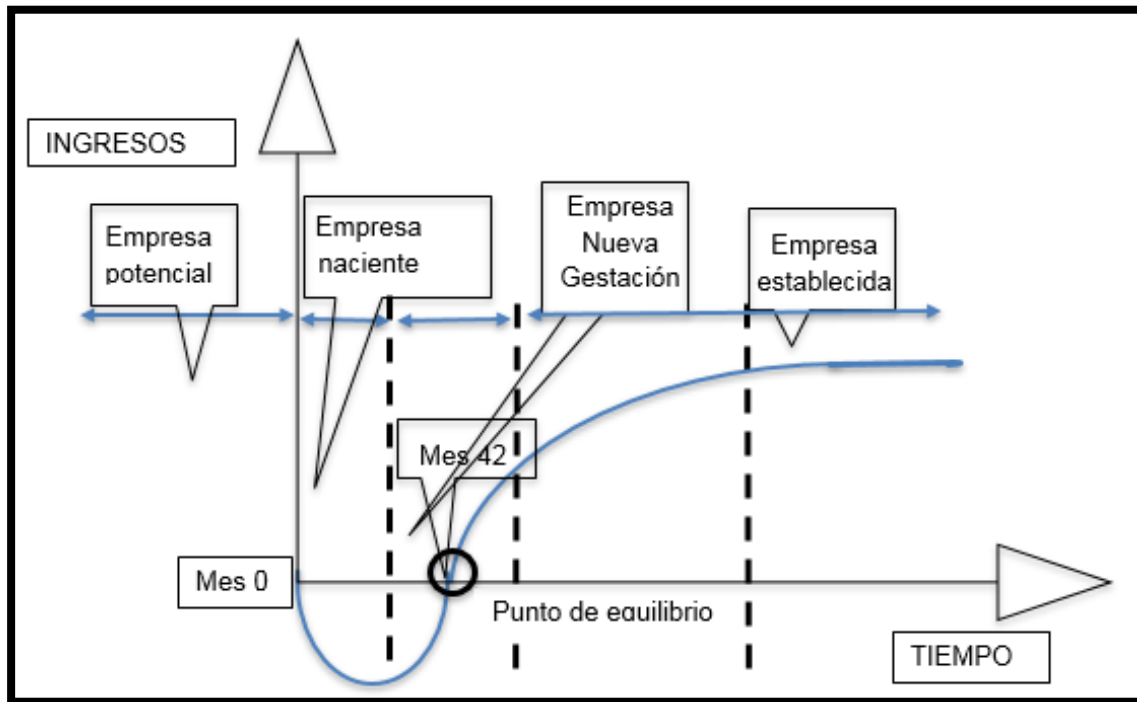 INGRESOS
Empresa
potencial
Empresa
naciente
Empresa
Nueva
Gestación
Empresa
establecida
Mes 42
Mes 0
Punto de equilibrio
TIEMPO